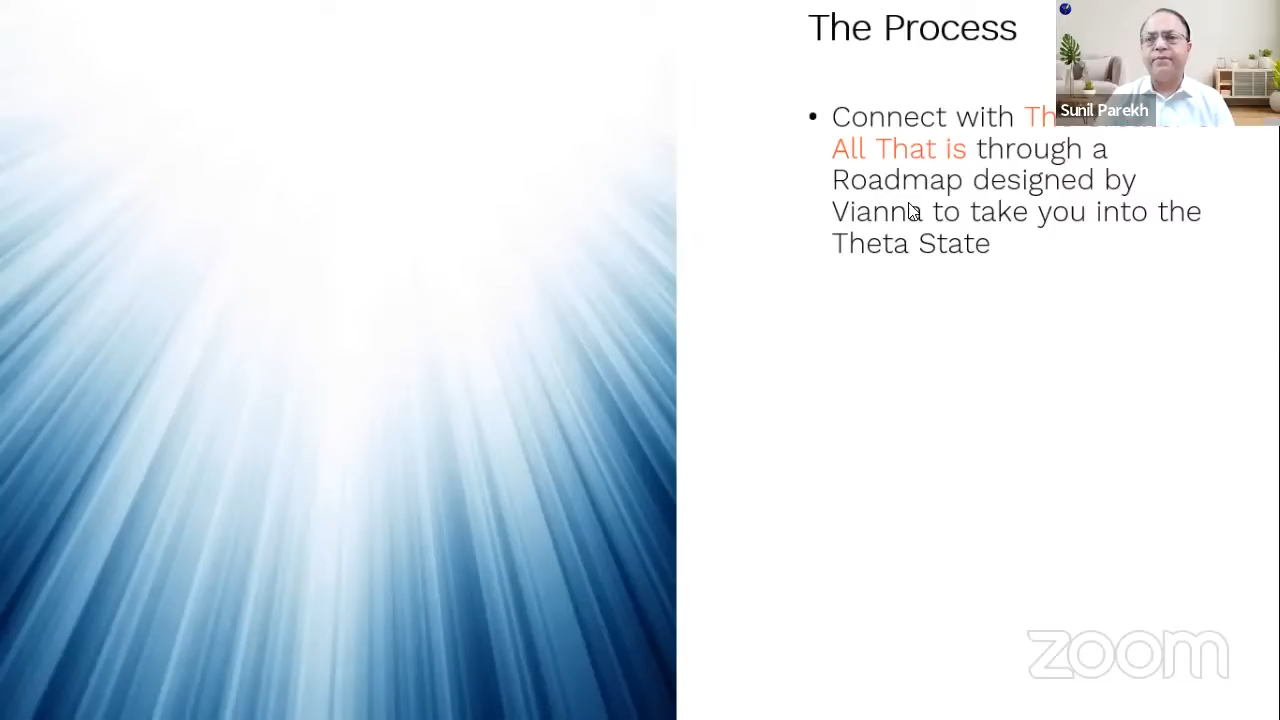 The Process
Sunil Parekh
• Connect with
All That is through a
Roadmap designed by
Vianna to take you into the
Theta State
zoom